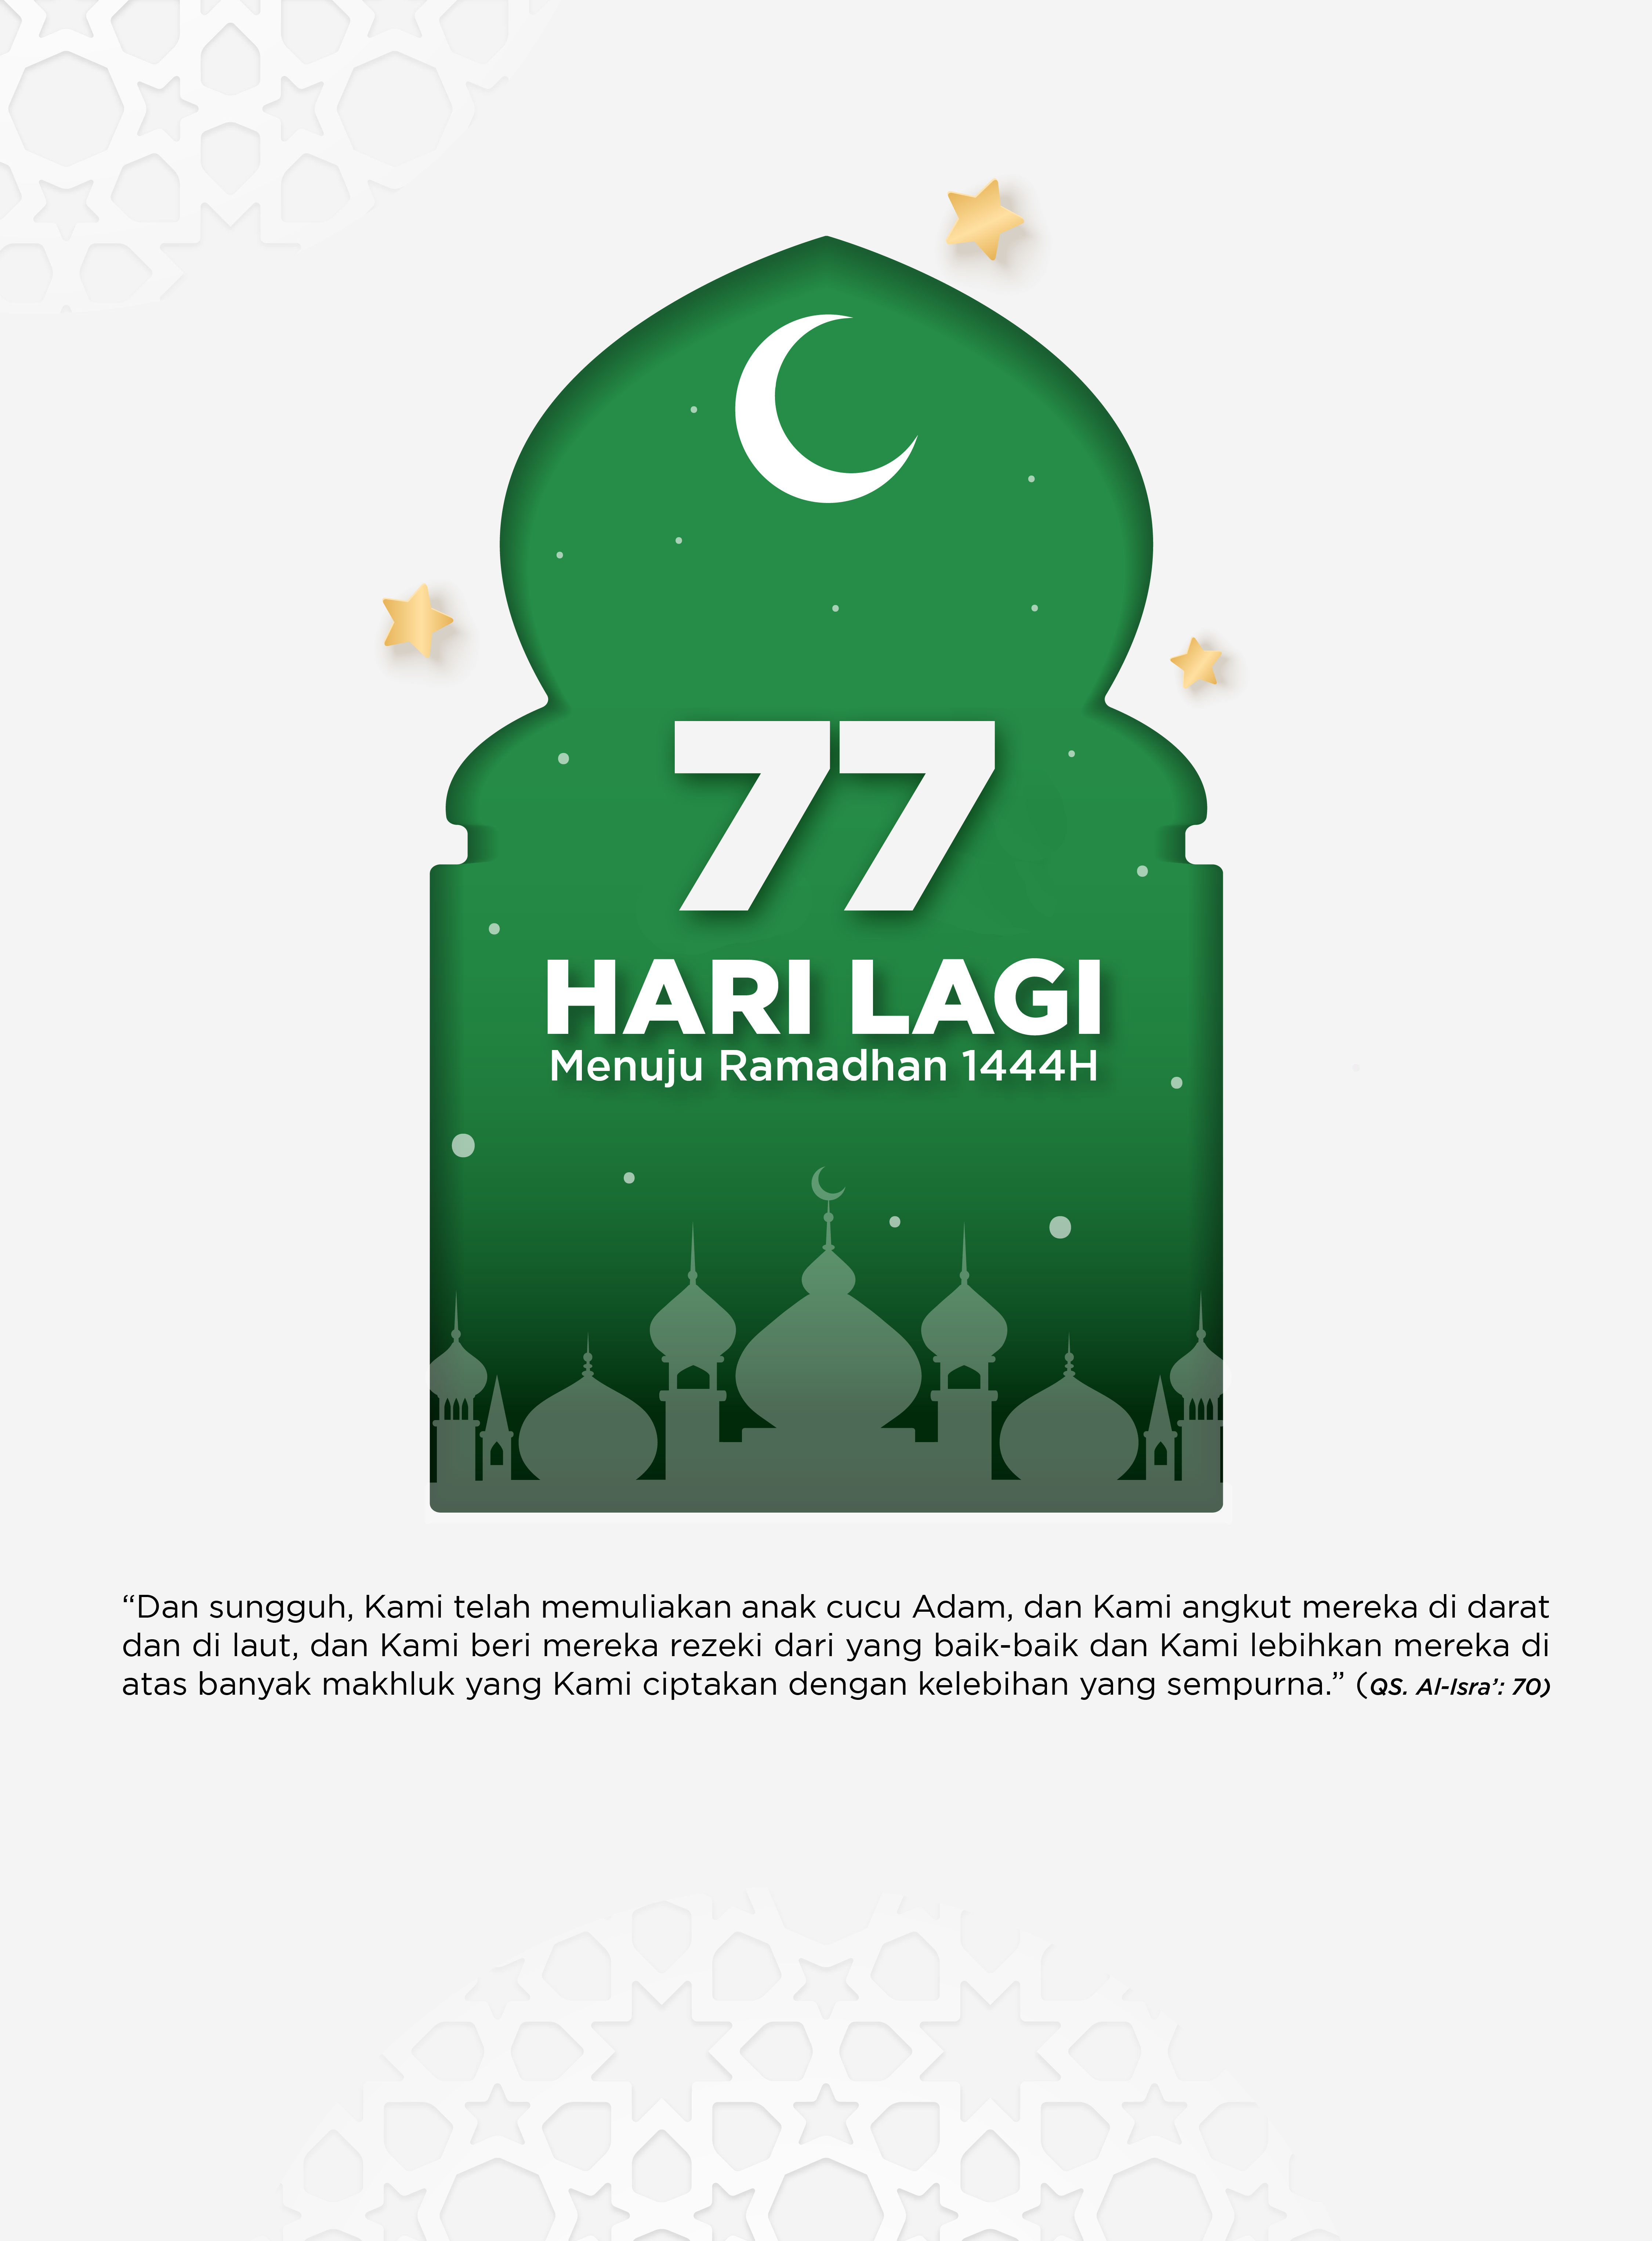 77
HARI LAGI
Menuju Ramadhan 1444H
“Dan sungguh, Kami telah memuliakan anak cucu Adam, dan Kami angkut mereka di darat
dan di laut, dan Kami beri mereka rezeki dari yang baik-baik dan Kami lebihkan mereka di
atas banyak makhluk yang Kami ciptakan dengan kelebihan yang sempurna.” (QS. Al-Isra’: 70)